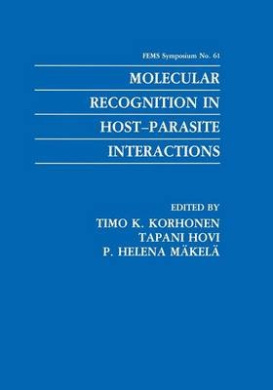 FEMS Symposium No. 61
MOLECULAR
RECOGNITION IN
HOST–PARASITE
INTERACTIONS
EDITED BY
TIMO K. KORHONEN
TAPANI HOVI
P. HELENA MÄKELÄ